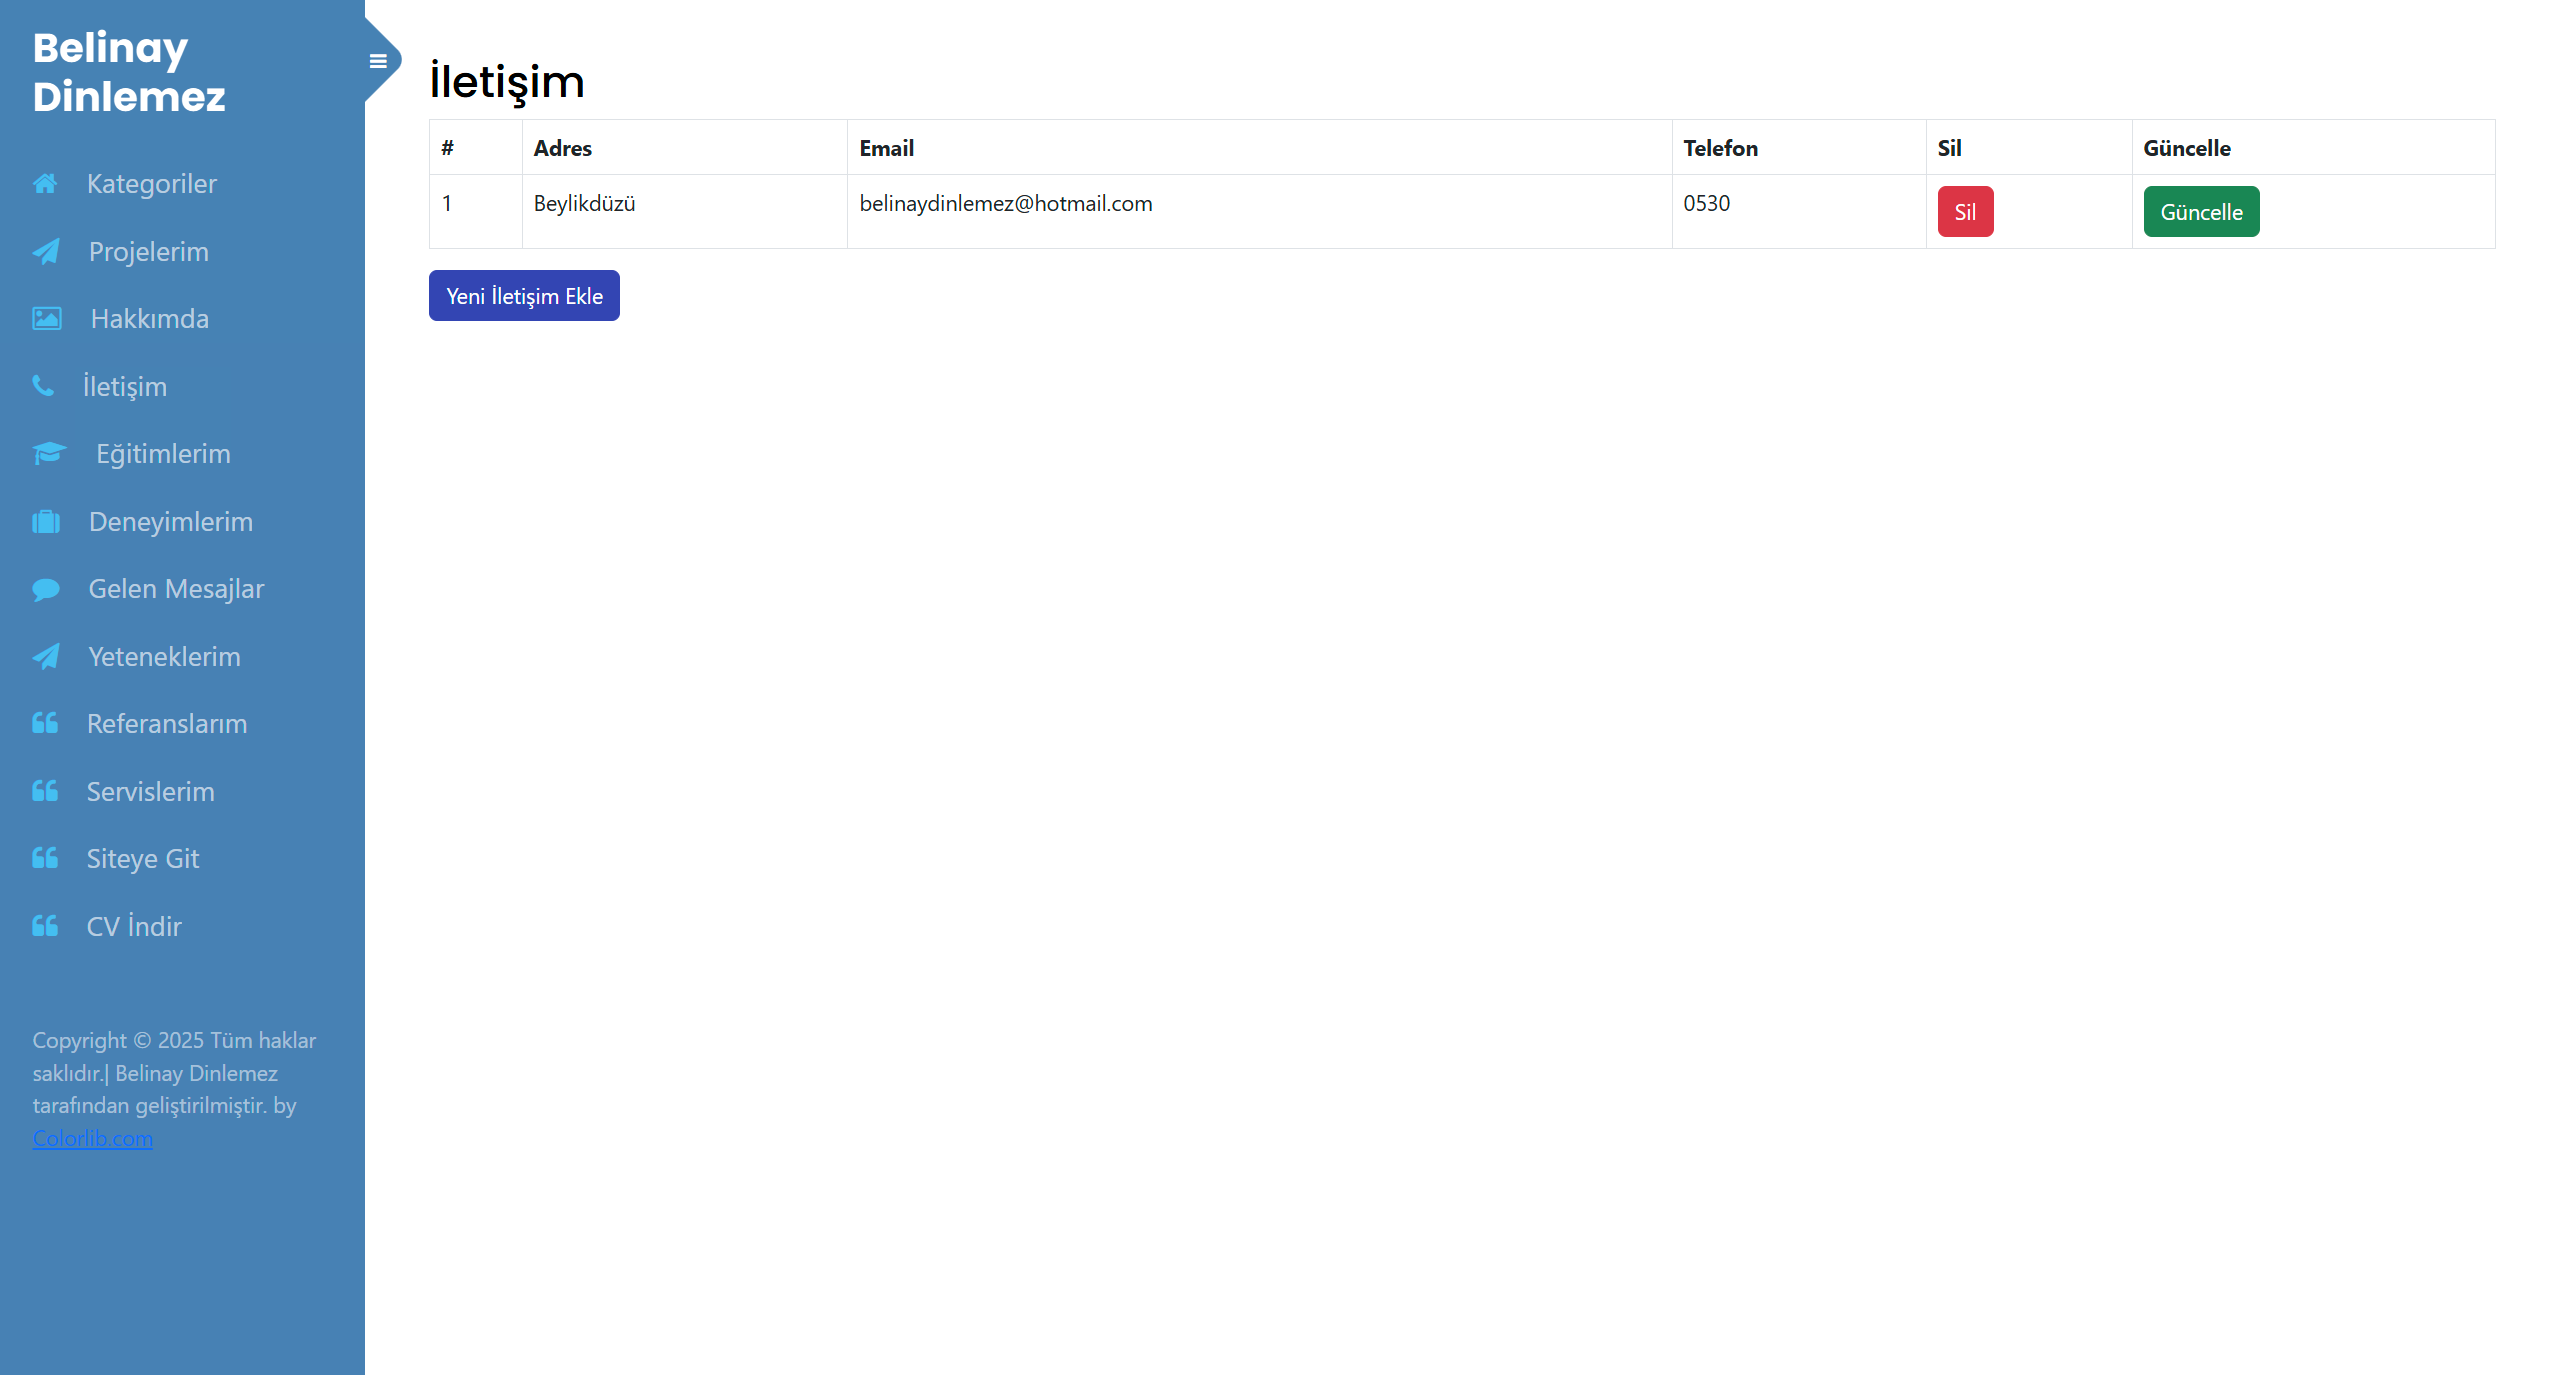 Belinay
Dinlemez
Kategoriler
Projelerim
Hakkımda
İletişim
Eğitimlerim
Deneyimlerim
Gelen Mesajlar
Yeteneklerim
Referanslarım
Servislerim
Siteye Git
CV İndir
Copyright © 2025 Tüm haklar
saklıdır.| Belinay Dinlemez
tarafından geliştirilmiştir. by
Colorlib.com
İletişim
# Adres Email Telefon Sil Güncelle
1 Beylikdüzü belinaydinlemez@hotmail.com 0530 Sil Güncelle
Yeni İletişim Ekle